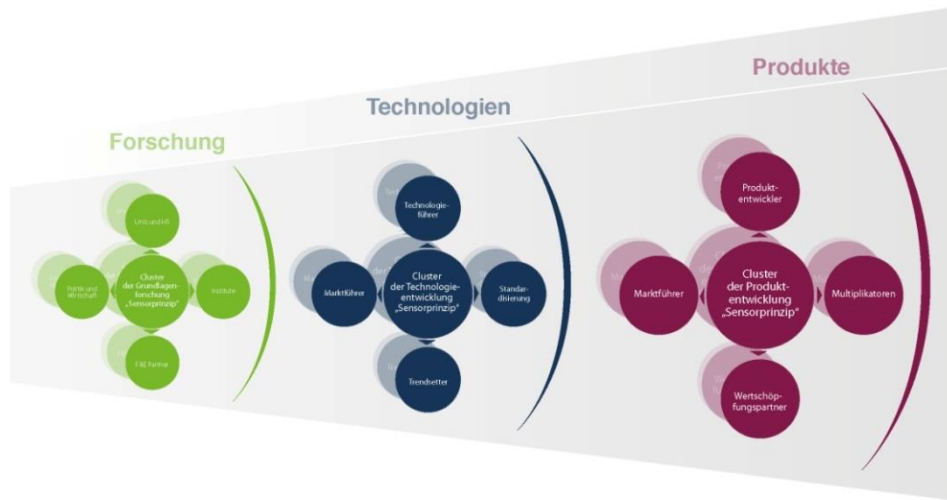 Forschung
Uni und HS
Politik und
Wirtschaft
Cluster
der Grundlagen-
forschung
„Sensorprinzip“
Institute
F&E Partner
Technologien
Technologie-
führer
Marktführer
Cluster
der Technologie-
entwicklung
„Sensorprinzip“
Standar-
disierung
Trendsetter
Produkte
Produkt-
entwickler
Marktführer
Cluster
der Produkt-
entwicklung
„Sensorprinzip“
Multiplikatoren
Wertschöp-
fungspartner